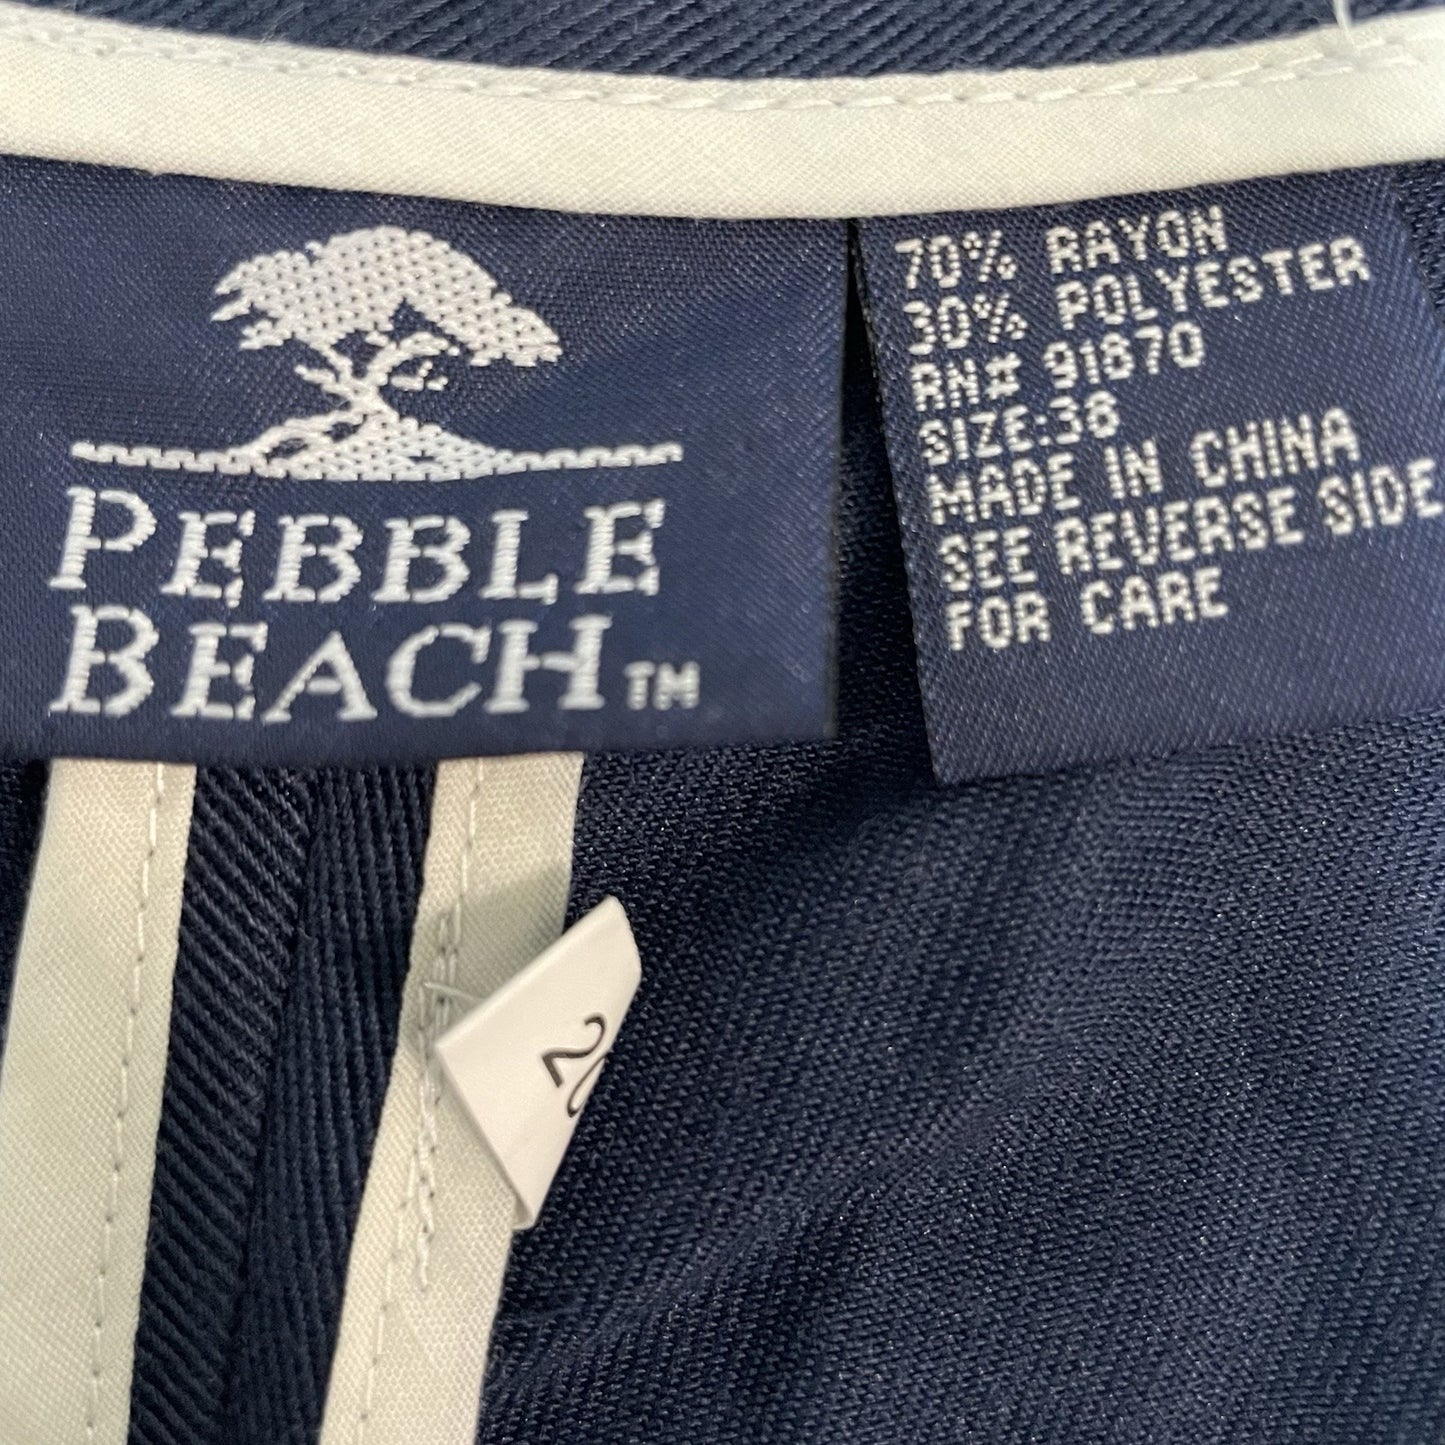 PEBBLE
BEACH™
70% RAYON
30% POLYESTER
RN# 91870
SIZE:38
MADE IN CHINA
SEE REVERSE SIDE
FOR CARE